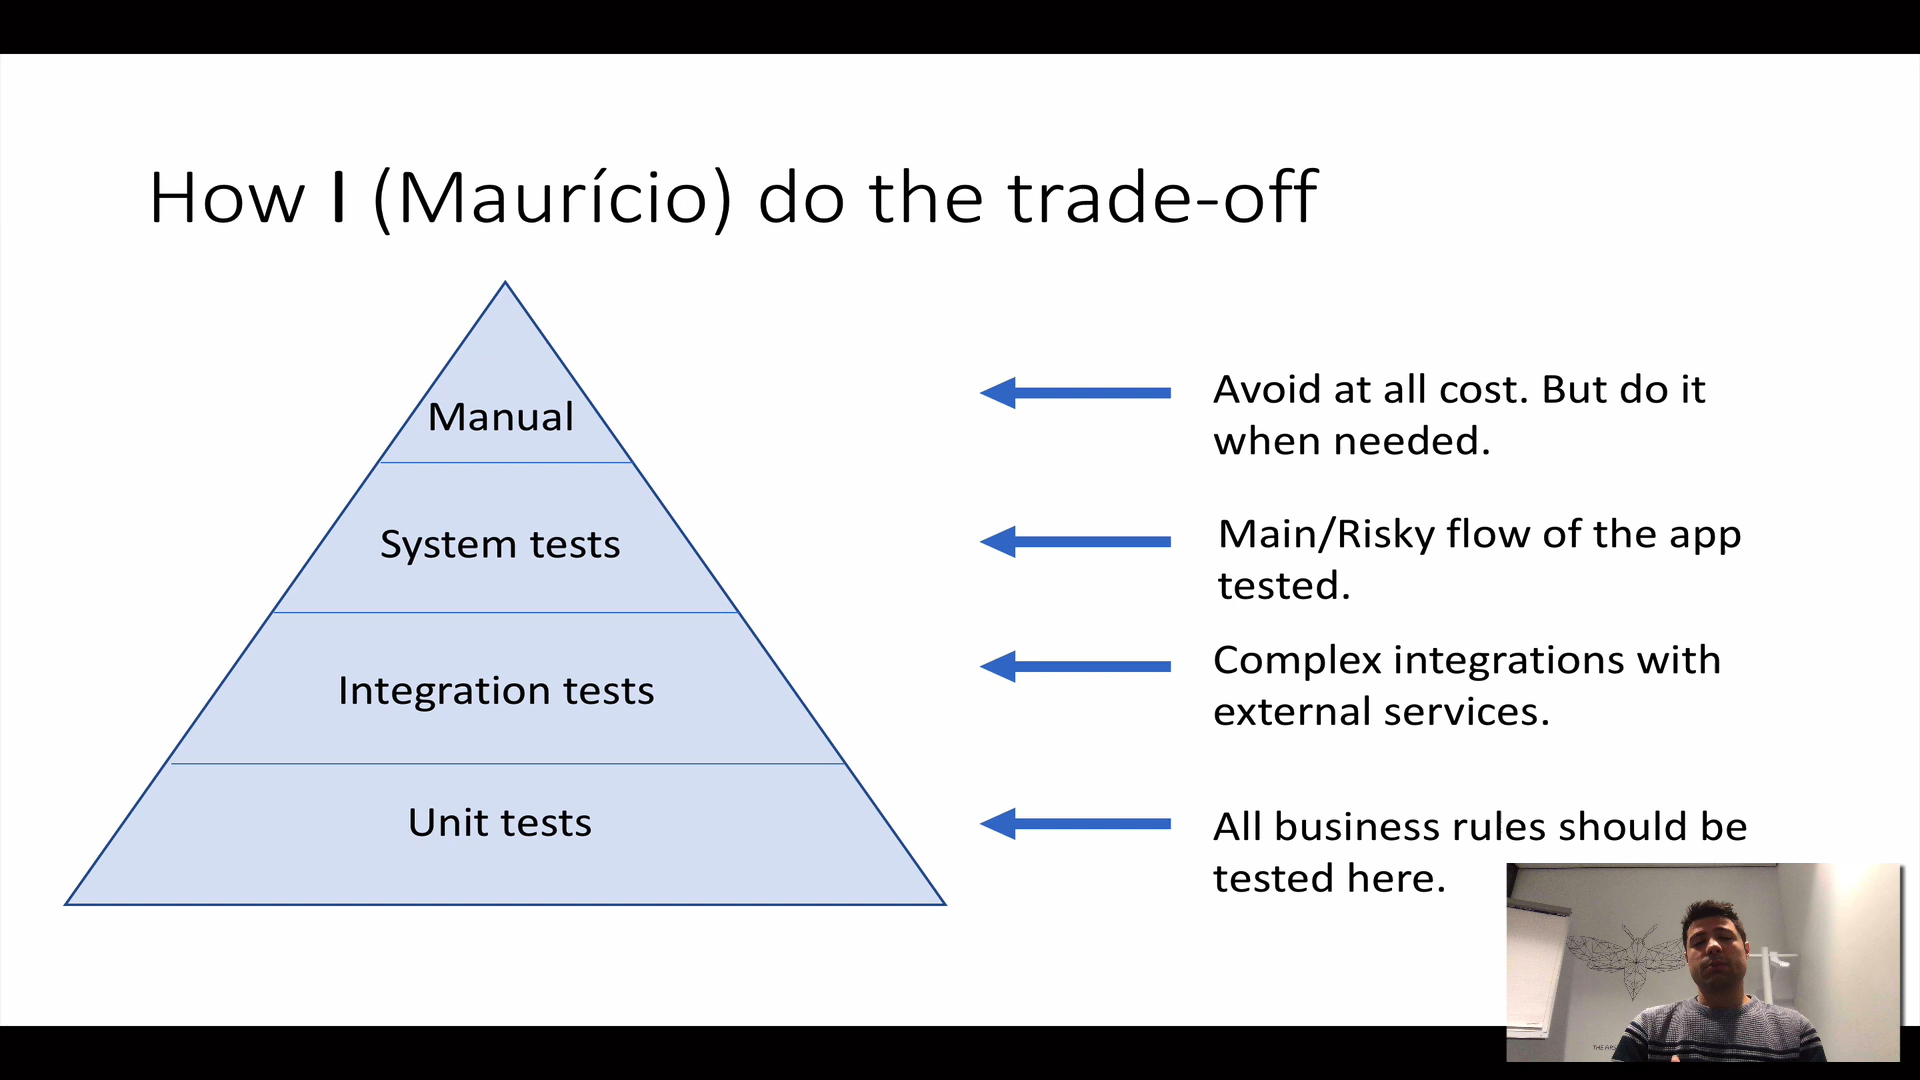 How I (Maurício) do the trade-off
Manual
Avoid at all cost. But do it
when needed.
System tests
Main/Risky flow of the app
tested.
Integration tests
Complex integrations with
external services.
Unit tests
All business rules should be
tested here.